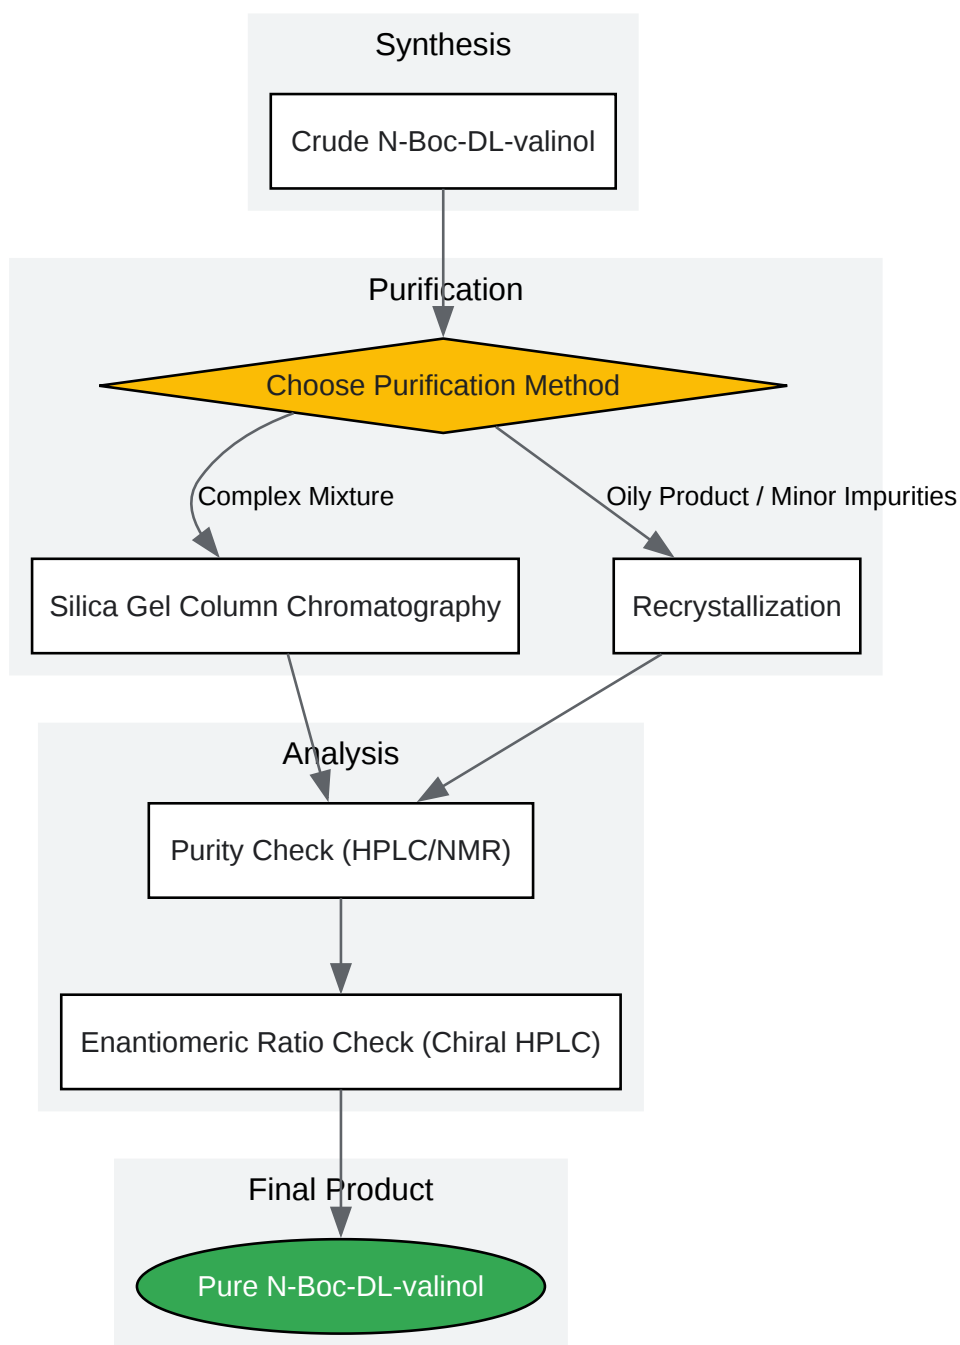 Synthesis
Crude N-Boc-DL-valinol
Purification
Choose Purification Method
Complex Mixture
Oily Product / Minor Impurities
Silica Gel Column Chromatography
Recrystallization
Analysis
Purity Check (HPLC/NMR)
Enantiomeric Ratio Check (Chiral HPLC)
Final Product
Pure N-Boc-DL-valinol